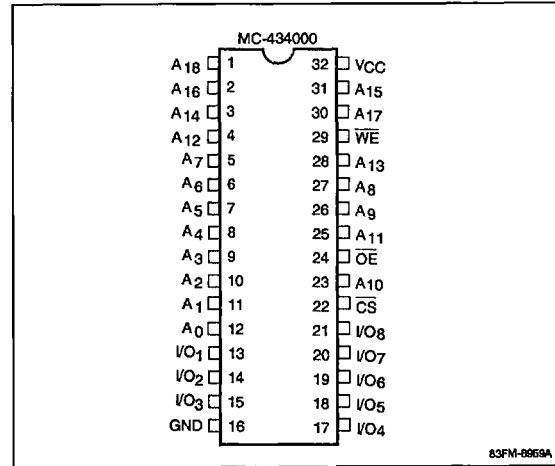 MC-434000
A18 1 32 VCC
A16 2 31 A15
A14 3 30 A17
A12 4 29 W̅E̅
A7 5 28 A13
A6 6 27 A8
A5 7 26 A9
A4 8 25 A11
A3 9 24 O̅E̅
A2 10 23 A10
A1 11 22 C̅S̅
A0 12 21 I/O8
I/O1 13 20 I/O7
I/O2 14 19 I/O6
I/O3 15 18 I/O5
GND 16 17 I/O4
83FM-8959A